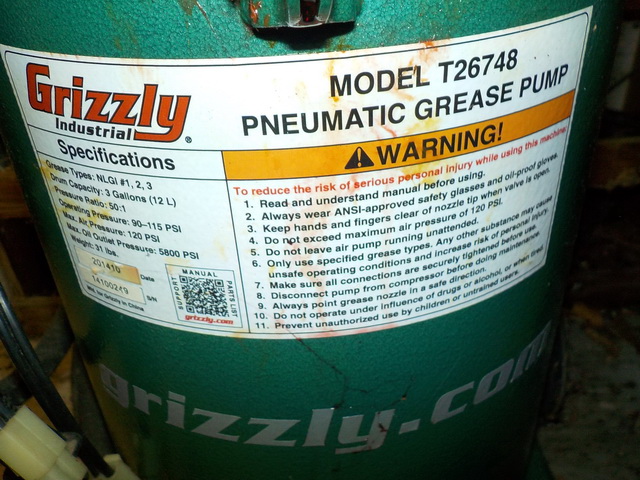 Grizzly®
Industrial
MODEL T26748
PNEUMATIC GREASE PUMP
Specifications
Grease Types: NLGI #1, 2, 3
Drum Capacity: 3 Gallons (12 L)
Pressure Ratio: 50:1
Operating Pressure: 90-115 PSI
Max. Air Pressure: 120 PSI
Max. Oil Outlet Pressure: 5800 PSI
Weight: 31 lbs.
201410 Date
14100249 S/N
Mfd. for Grizzly in China
MANUAL
SUPPORT
PARTS LIST
grizzly.com
WARNING!
To reduce the risk of serious personal injury while using this machine:
1. Read and understand manual before using.
2. Always wear ANSI-approved safety glasses and oil-proof gloves.
3. Keep hands and fingers clear of nozzle tip when valve is open.
4. Do not exceed maximum air pressure of 120 PSI.
5. Do not leave air pump running unattended.
6. Only use specified grease types. Any other substance may cause
unsafe operating conditions and increase risk of personal injury.
7. Make sure all connections are securely tightened before use.
8. Disconnect pump from compressor before doing maintenance.
9. Always point grease nozzle in a safe direction.
10. Do not operate under influence of drugs or alcohol, or when tired.
11. Prevent unauthorized use by children or untrained users.
grizzly.com